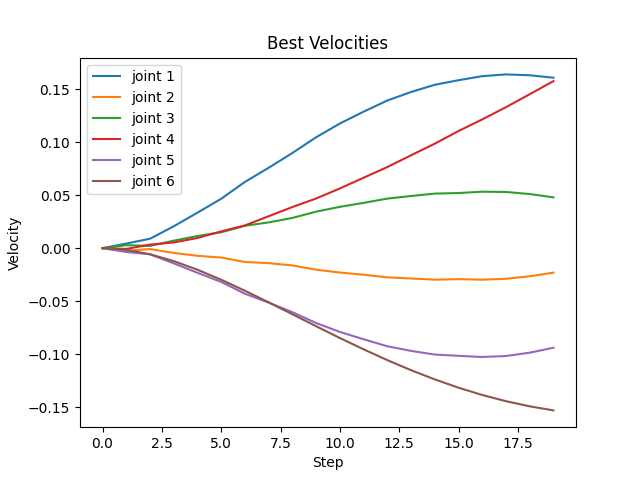 Best Velocities
joint 1
joint 2
joint 3
joint 4
joint 5
joint 6
0.15
0.10
0.05
0.00
−0.05
−0.10
−0.15
Velocity
0.0 2.5 5.0 7.5 10.0 12.5 15.0 17.5
Step